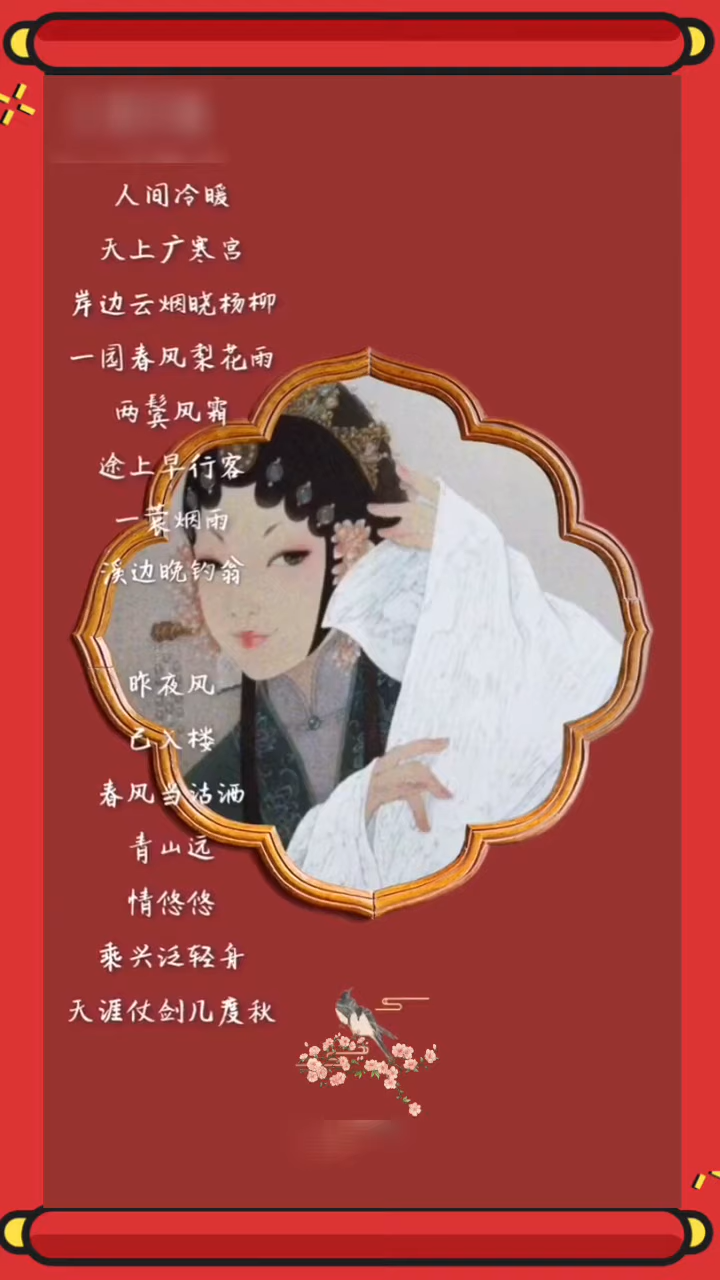 人间冷暖
天上广寒宫
岸边云烟晓杨柳
一园春风梨花雨
两鬓风霜
途上早行客
一蓑烟雨
溪边晚钓翁
昨夜风
已入楼
春风当沽酒
青山远
情悠悠
乘兴泛轻舟
天涯仗剑几度秋